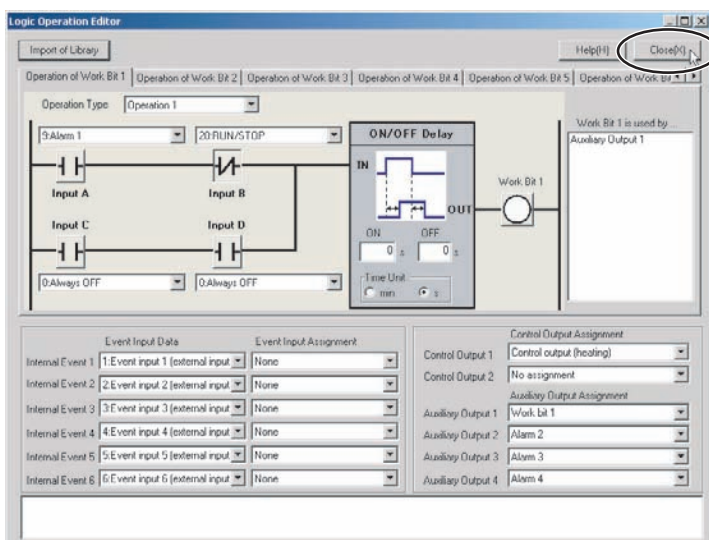 Logic Operation Editor
Import of Library
Help(H)
Close(X)
Operation of Work Bit 1
Operation of Work Bit 2
Operation of Work Bit 3
Operation of Work Bit 4
Operation of Work Bit 5
Operation of Work
Operation Type
Operation 1
Work Bit 1 is used by ...
9:Alarm 1
20:RUN/STOP
ON/OFF Delay
Auxiliary Output 1
IN
Input A
Input B
Work Bit 1
OUT
Input C
Input D
ON
OFF
0 s
0 s
0:Always OFF
0:Always OFF
Time Unit
min
s
Event Input Data
Event Input Assignment
Internal Event 1
1:Event input 1 (external input
None
Internal Event 2
2:Event input 2 (external input
None
Internal Event 3
3:Event input 3 (external input
None
Internal Event 4
4:Event input 4 (external input
None
Internal Event 5
5:Event input 5 (external input
None
Internal Event 6
6:Event input 6 (external input
None
Control Output Assignment
Control Output 1
Control output (heating)
Control Output 2
No assignment
Auxiliary Output Assignment
Auxiliary Output 1
Work bit 1
Auxiliary Output 2
Alarm 2
Auxiliary Output 3
Alarm 3
Auxiliary Output 4
Alarm 4